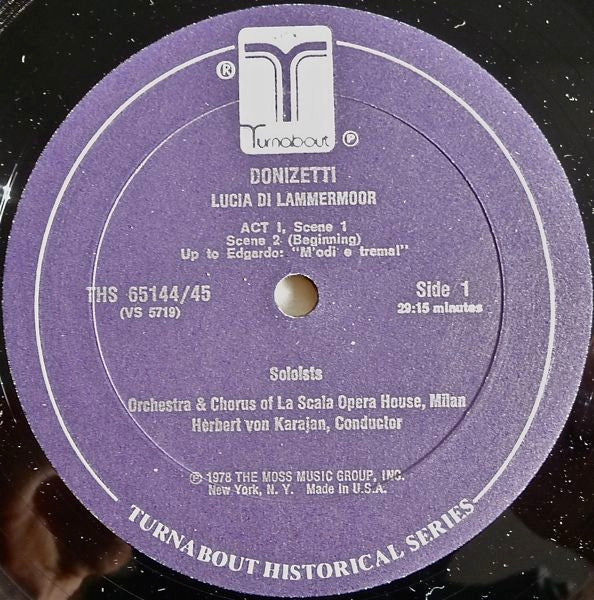 ®
Turnabout ℗
DONIZETTI
LUCIA DI LAMMERMOOR
ACT I, Scene 1
Scene 2 (Beginning)
Up to Edgardo: "M'odi e trema!"
THS 65144/45
(VS 5719)
Side 1
29:15 minutes
Soloists
Orchestra & Chorus of La Scala Opera House, Milan
Herbert von Karajan, Conductor
℗ 1978 THE MOSS MUSIC GROUP, INC.
New York, N. Y. Made in U.S.A.
TURNABOUT HISTORICAL SERIES